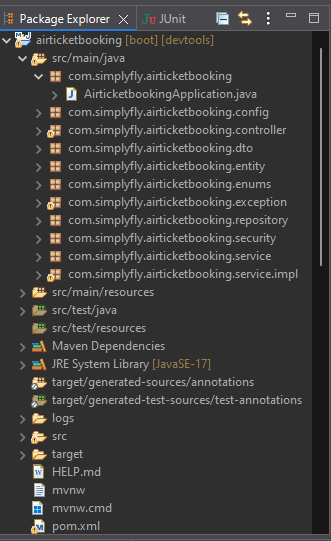 Package Explorer JUnit
airticketbooking [boot] [devtools]
src/main/java
com.simplyfly.airticketbooking
AirticketbookingApplication.java
com.simplyfly.airticketbooking.config
com.simplyfly.airticketbooking.controller
com.simplyfly.airticketbooking.dto
com.simplyfly.airticketbooking.entity
com.simplyfly.airticketbooking.enums
com.simplyfly.airticketbooking.exception
com.simplyfly.airticketbooking.repository
com.simplyfly.airticketbooking.security
com.simplyfly.airticketbooking.service
com.simplyfly.airticketbooking.service.impl
src/main/resources
src/test/java
src/test/resources
Maven Dependencies
JRE System Library [JavaSE-17]
target/generated-sources/annotations
target/generated-test-sources/test-annotations
logs
src
target
HELP.md
mvnw
mvnw.cmd
pom.xml